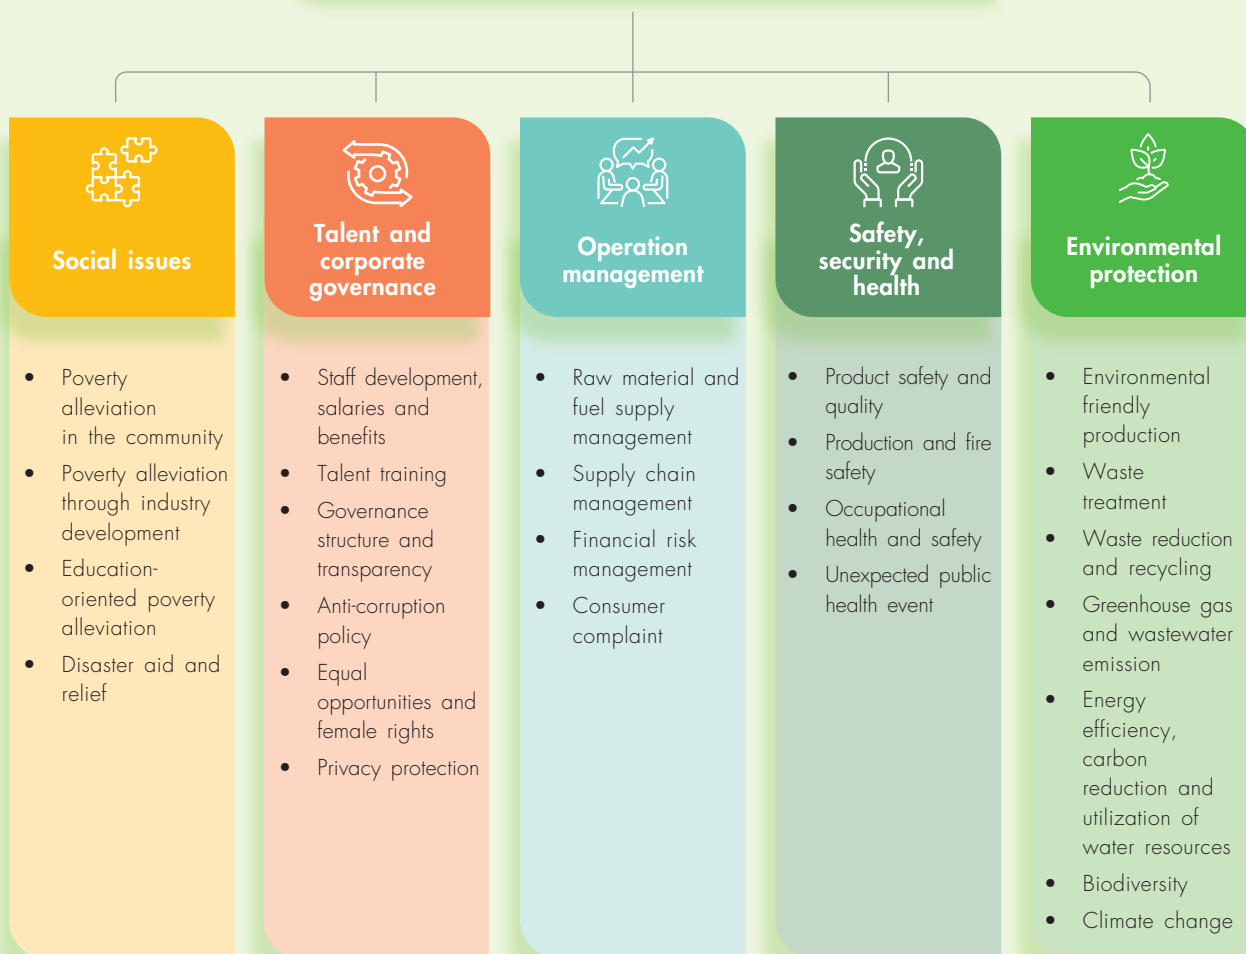 Social issues
Poverty
alleviation
in the community
Poverty alleviation
through industry
development
Education-
oriented poverty
alleviation
Disaster aid and
relief
Talent and
corporate
governance
Staff development,
salaries and
benefits
Talent training
Governance
structure and
transparency
Anti-corruption
policy
Equal
opportunities and
female rights
Privacy protection
Operation
management
Raw material and
fuel supply
management
Supply chain
management
Financial risk
management
Consumer
complaint
Safety,
security and
health
Product safety and
quality
Production and fire
safety
Occupational
health and safety
Unexpected public
health event
Environmental
protection
Environmental
friendly
production
Waste
treatment
Waste reduction
and recycling
Greenhouse gas
and wastewater
emission
Energy
efficiency,
carbon
reduction and
utilization of
water resources
Biodiversity
Climate change